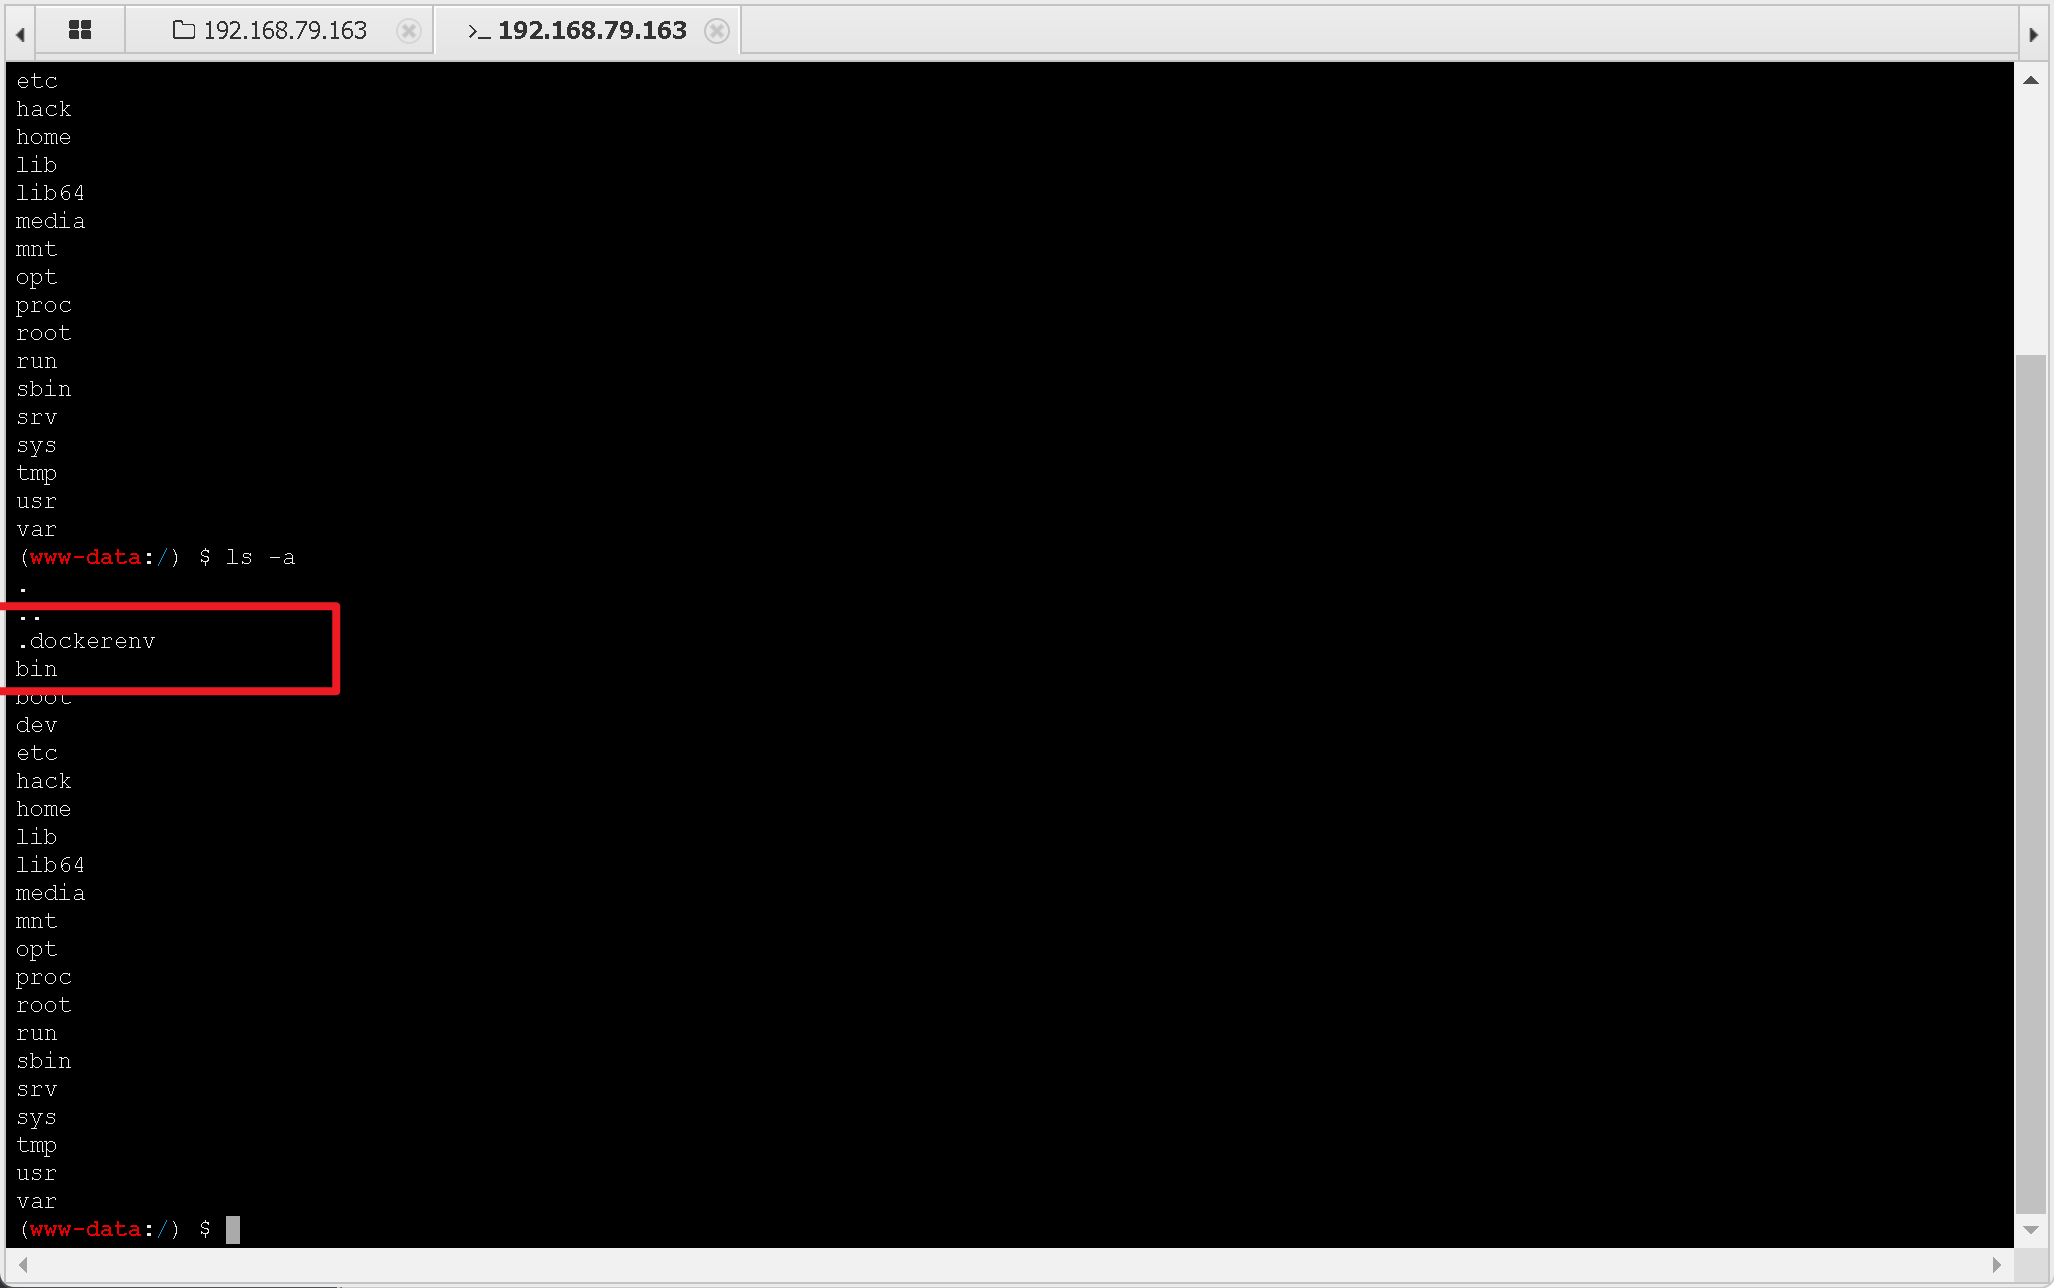 192.168.79.163 >_ 192.168.79.163
etc
hack
home
lib
lib64
media
mnt
opt
proc
root
run
sbin
srv
sys
tmp
usr
var
(www-data:/) $ ls -a
.
..
.dockerenv
bin
boot
dev
etc
hack
home
lib
lib64
media
mnt
opt
proc
root
run
sbin
srv
sys
tmp
usr
var
(www-data:/) $